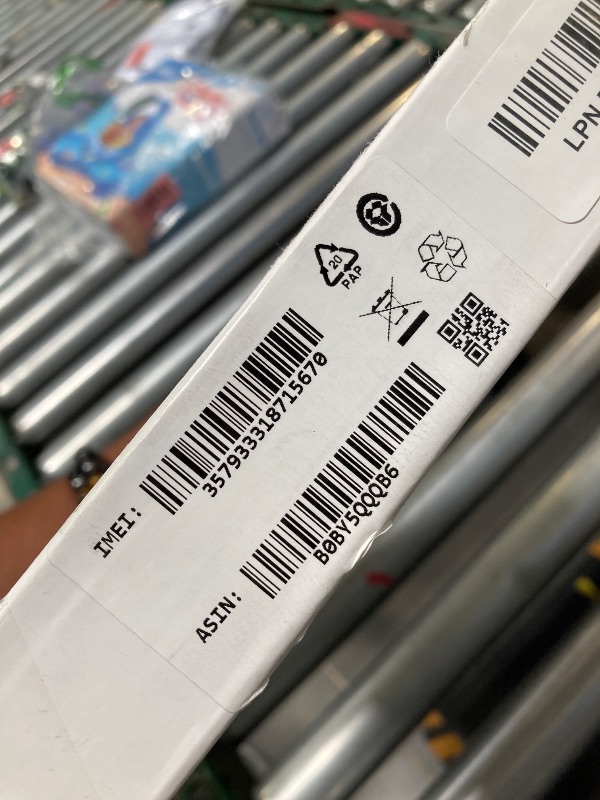 LPN
20
PAP
IMEI:
357933318715670
ASIN:
B0BY5QQQB6